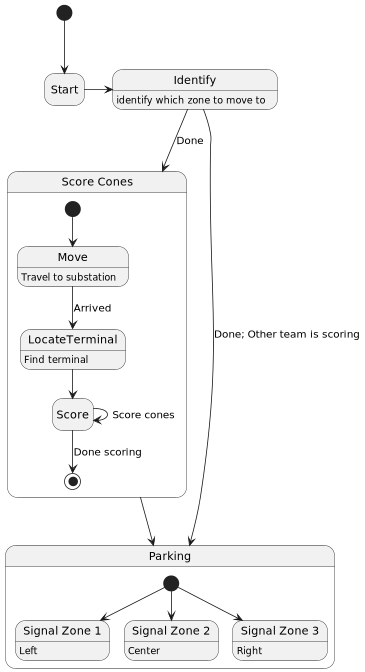 Start
Identify
identify which zone to move to
Done
Score Cones
Move
Travel to substation
Arrived
Done; Other team is scoring
LocateTerminal
Find terminal
Score
Score cones
Done scoring
Parking
Signal Zone 1
Left
Signal Zone 2
Center
Signal Zone 3
Right